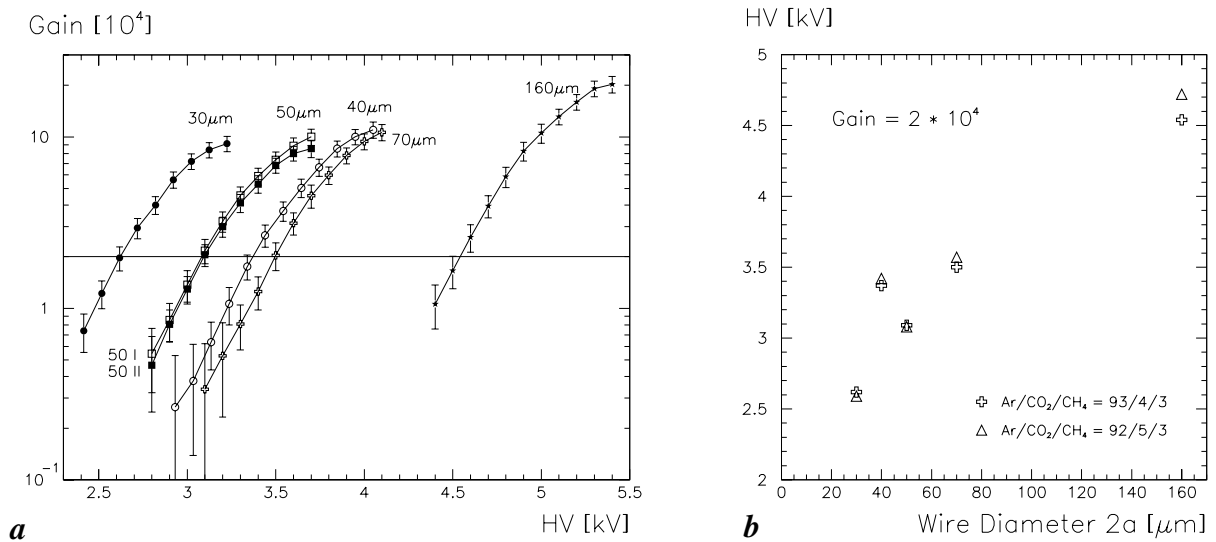 Gain [10⁴]
10
1
10⁻¹
30μm
50μm
40μm
70μm
160μm
50 I
50 II
2.5 3 3.5 4 4.5 5 5.5
HV [kV]
a
HV [kV]
5
4.5
4
3.5
3
2.5
2
Gain = 2 * 10⁴
Ar/CO₂/CH₄ = 93/4/3
Ar/CO₂/CH₄ = 92/5/3
0 20 40 60 80 100 120 140 160
Wire Diameter 2a [μm]
b